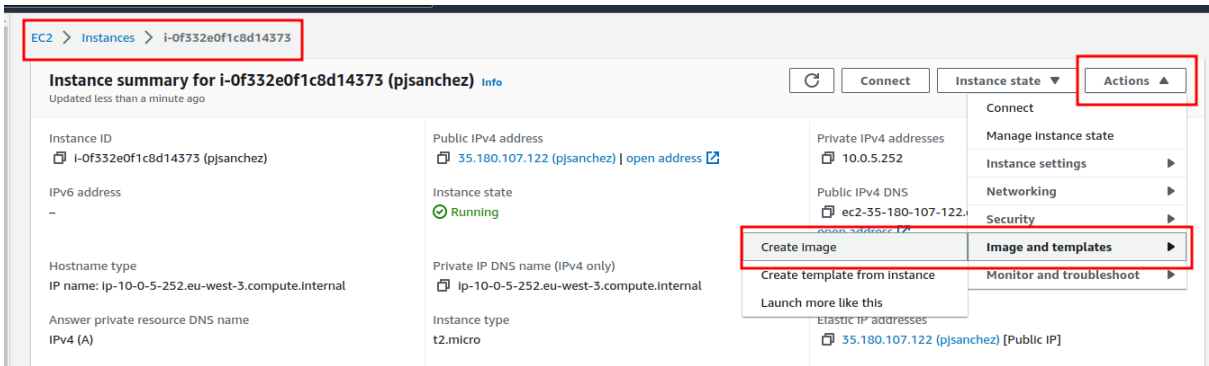 EC2 > Instances > i-0f332e0f1c8d14373
Instance summary for i-0f332e0f1c8d14373 (pjsanchez) Info
Updated less than a minute ago
Connect
Instance state ▼
Actions ▲
Connect
Manage instance state
Instance settings
Networking
Security
Image and templates
Monitor and troubleshoot
Create image
Create template from instance
Launch more like this
Instance ID
i-0f332e0f1c8d14373 (pjsanchez)
Public IPv4 address
35.180.107.122 (pjsanchez) | open address
Private IPv4 addresses
10.0.5.252
IPv6 address
–
Instance state
Running
Public IPv4 DNS
ec2-35-180-107-122.
open address
Hostname type
IP name: ip-10-0-5-252.eu-west-3.compute.internal
Private IP DNS name (IPv4 only)
ip-10-0-5-252.eu-west-3.compute.internal
Answer private resource DNS name
IPv4 (A)
Instance type
t2.micro
Elastic IP addresses
35.180.107.122 (pjsanchez) [Public IP]